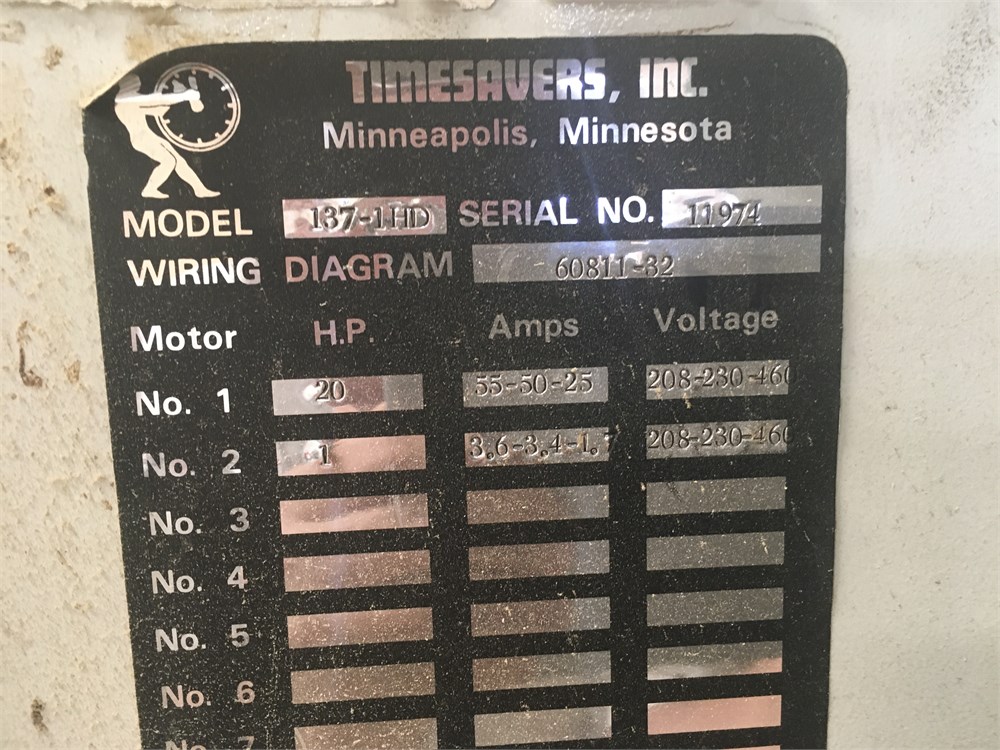 TIMESAVERS, INC.
Minneapolis, Minnesota
MODEL 137-1HD SERIAL NO. 11974
WIRING DIAGRAM 60811-32
Motor H.P. Amps Voltage
No. 1 20 55-50-25 208-230-460
No. 2 1 3.6-3.4-1.7 208-230-460
No. 3
No. 4
No. 5
No. 6
No. 7